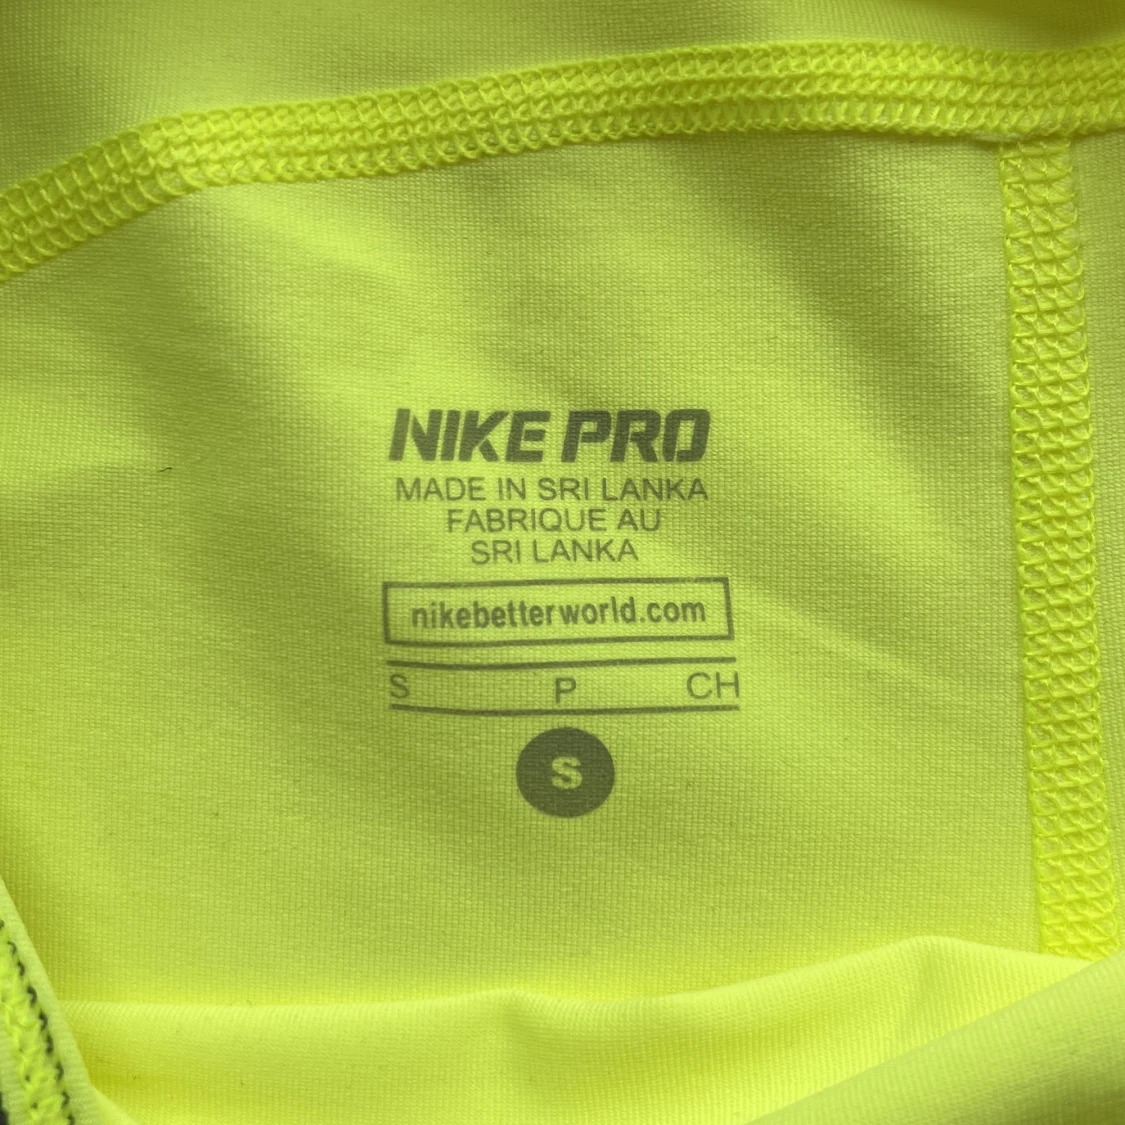 NIKE PRO
MADE IN SRI LANKA
FABRIQUE AU
SRI LANKA
nikebetterworld.com
S P CH
S